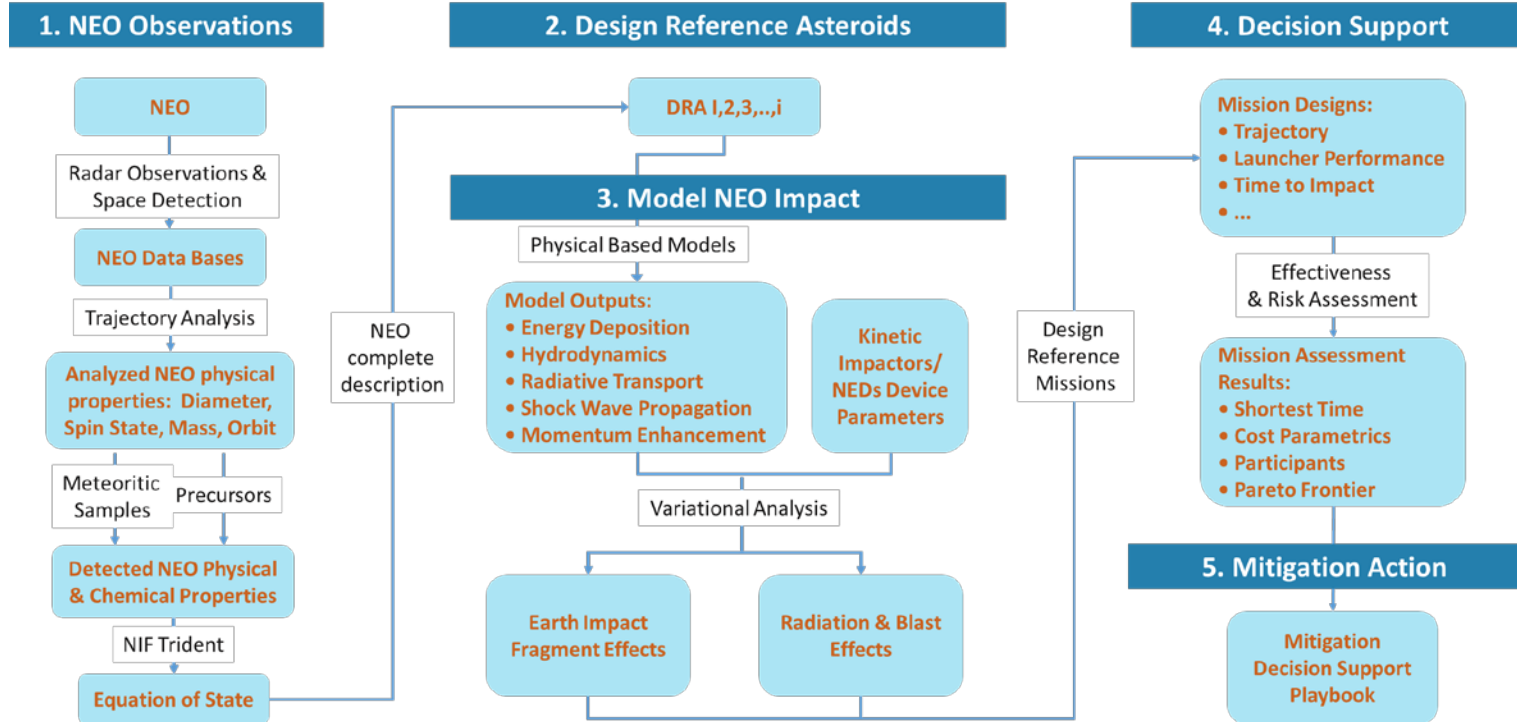 1. NEO Observations
NEO
Radar Observations &
Space Detection
NEO Data Bases
Trajectory Analysis
Analyzed NEO physical
properties: Diameter,
Spin State, Mass, Orbit
Meteoritic
Samples
Precursors
Detected NEO Physical
& Chemical Properties
NIF Trident
Equation of State
NEO
complete
description
2. Design Reference Asteroids
DRA I,2,3,..,i
3. Model NEO Impact
Physical Based Models
Model Outputs:
• Energy Deposition
• Hydrodynamics
• Radiative Transport
• Shock Wave Propagation
• Momentum Enhancement
Kinetic
Impactors/
NEDs Device
Parameters
Variational Analysis
Earth Impact
Fragment Effects
Radiation & Blast
Effects
Design
Reference
Missions
4. Decision Support
Mission Designs:
• Trajectory
• Launcher Performance
• Time to Impact
• ...
Effectiveness
& Risk Assessment
Mission Assessment
Results:
• Shortest Time
• Cost Parametrics
• Participants
• Pareto Frontier
5. Mitigation Action
Mitigation
Decision Support
Playbook